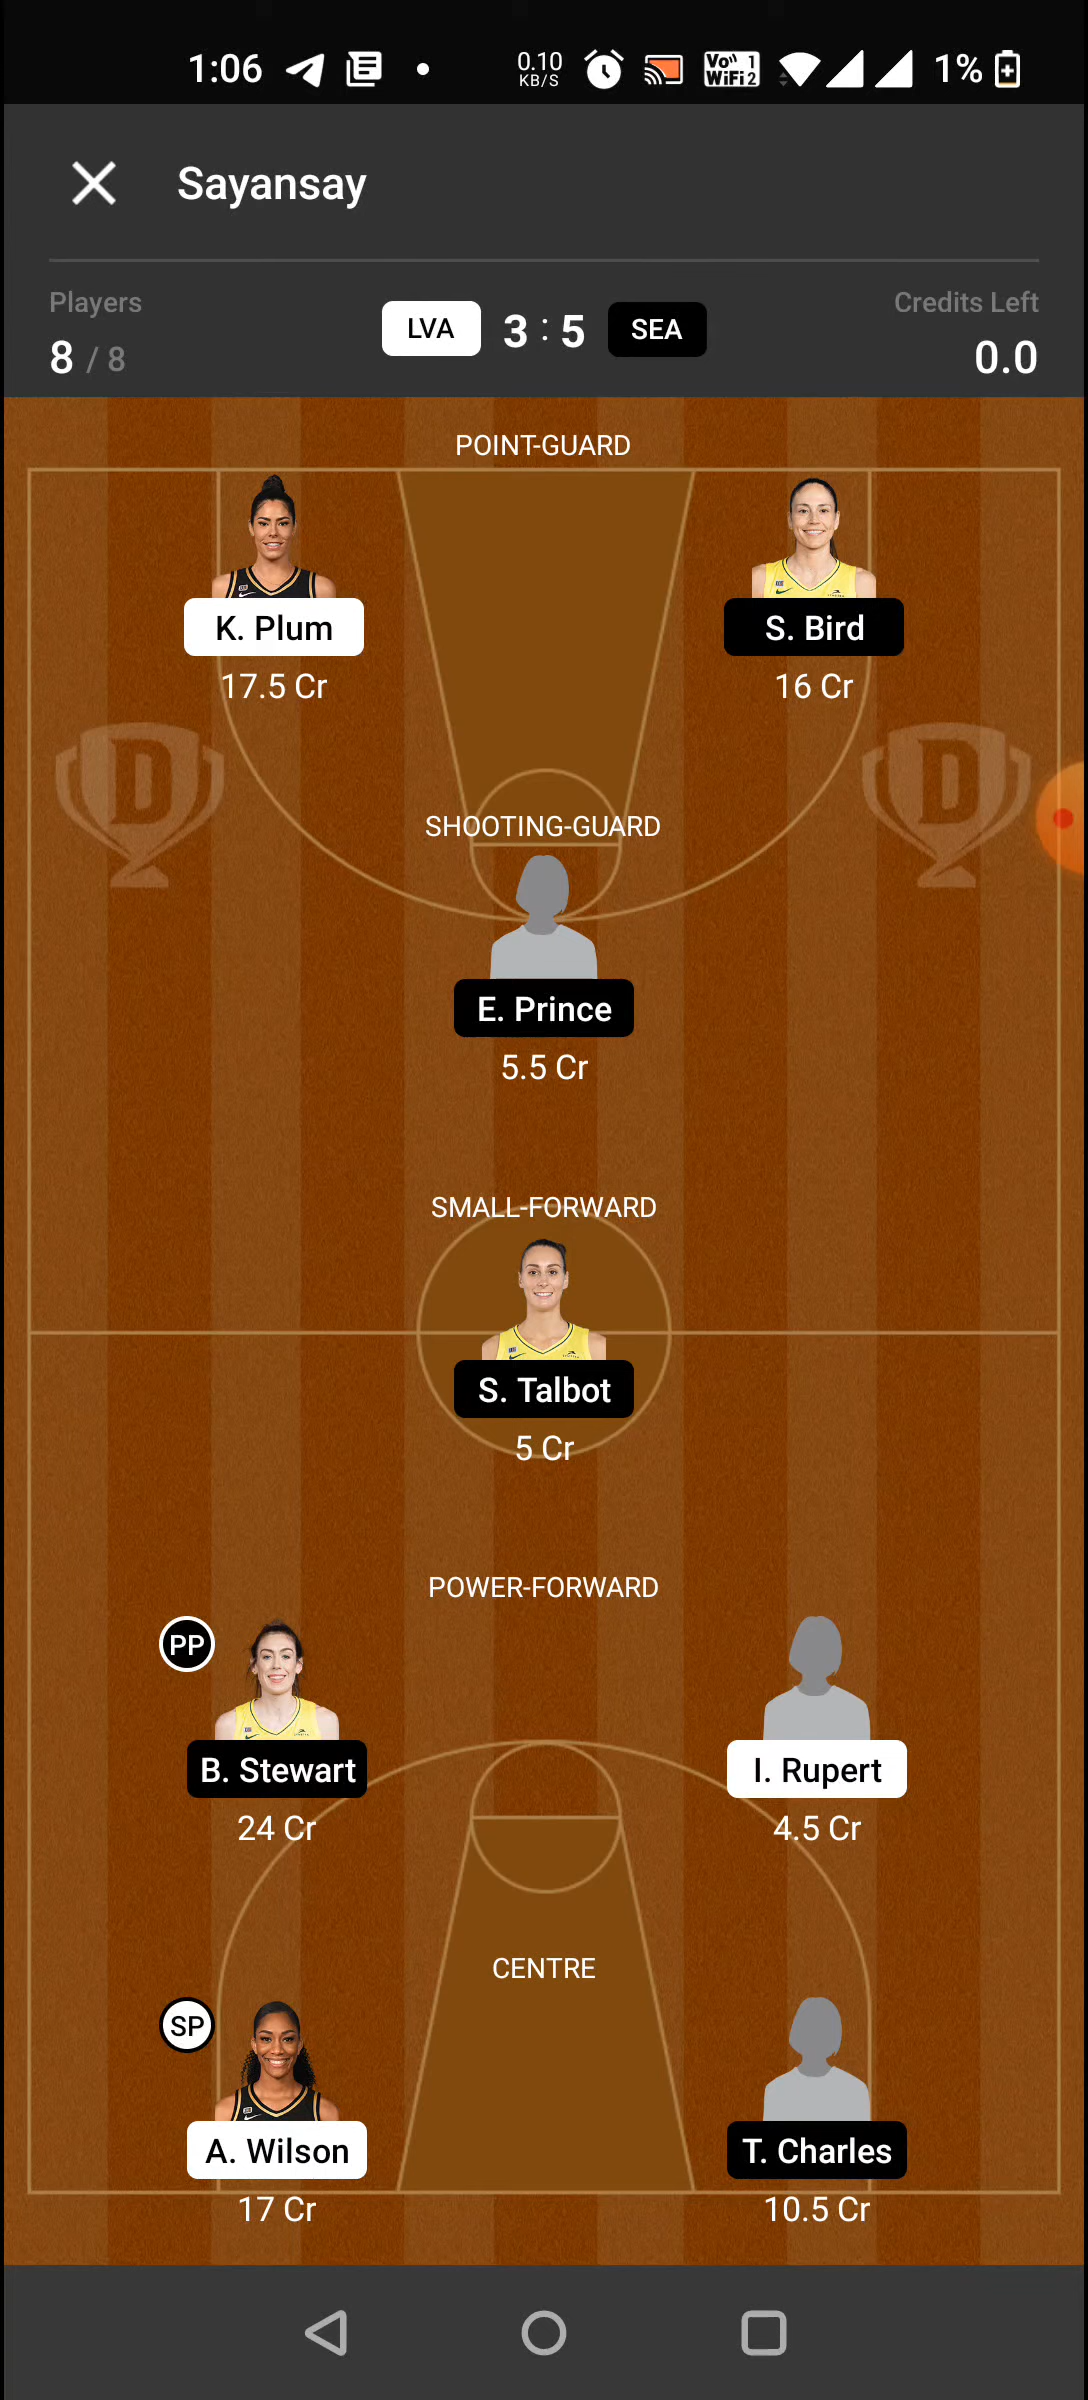 1:06 0.10 KB/S Vo WiFi 1 2 1%
Sayansay
Players Credits Left
8 / 8 LVA 3 : 5 SEA 0.0
POINT-GUARD
K. Plum S. Bird
17.5 Cr 16 Cr
D D
SHOOTING-GUARD
E. Prince
5.5 Cr
SMALL-FORWARD
S. Talbot
5 Cr
POWER-FORWARD
PP
B. Stewart I. Rupert
24 Cr 4.5 Cr
CENTRE
SP
A. Wilson T. Charles
17 Cr 10.5 Cr